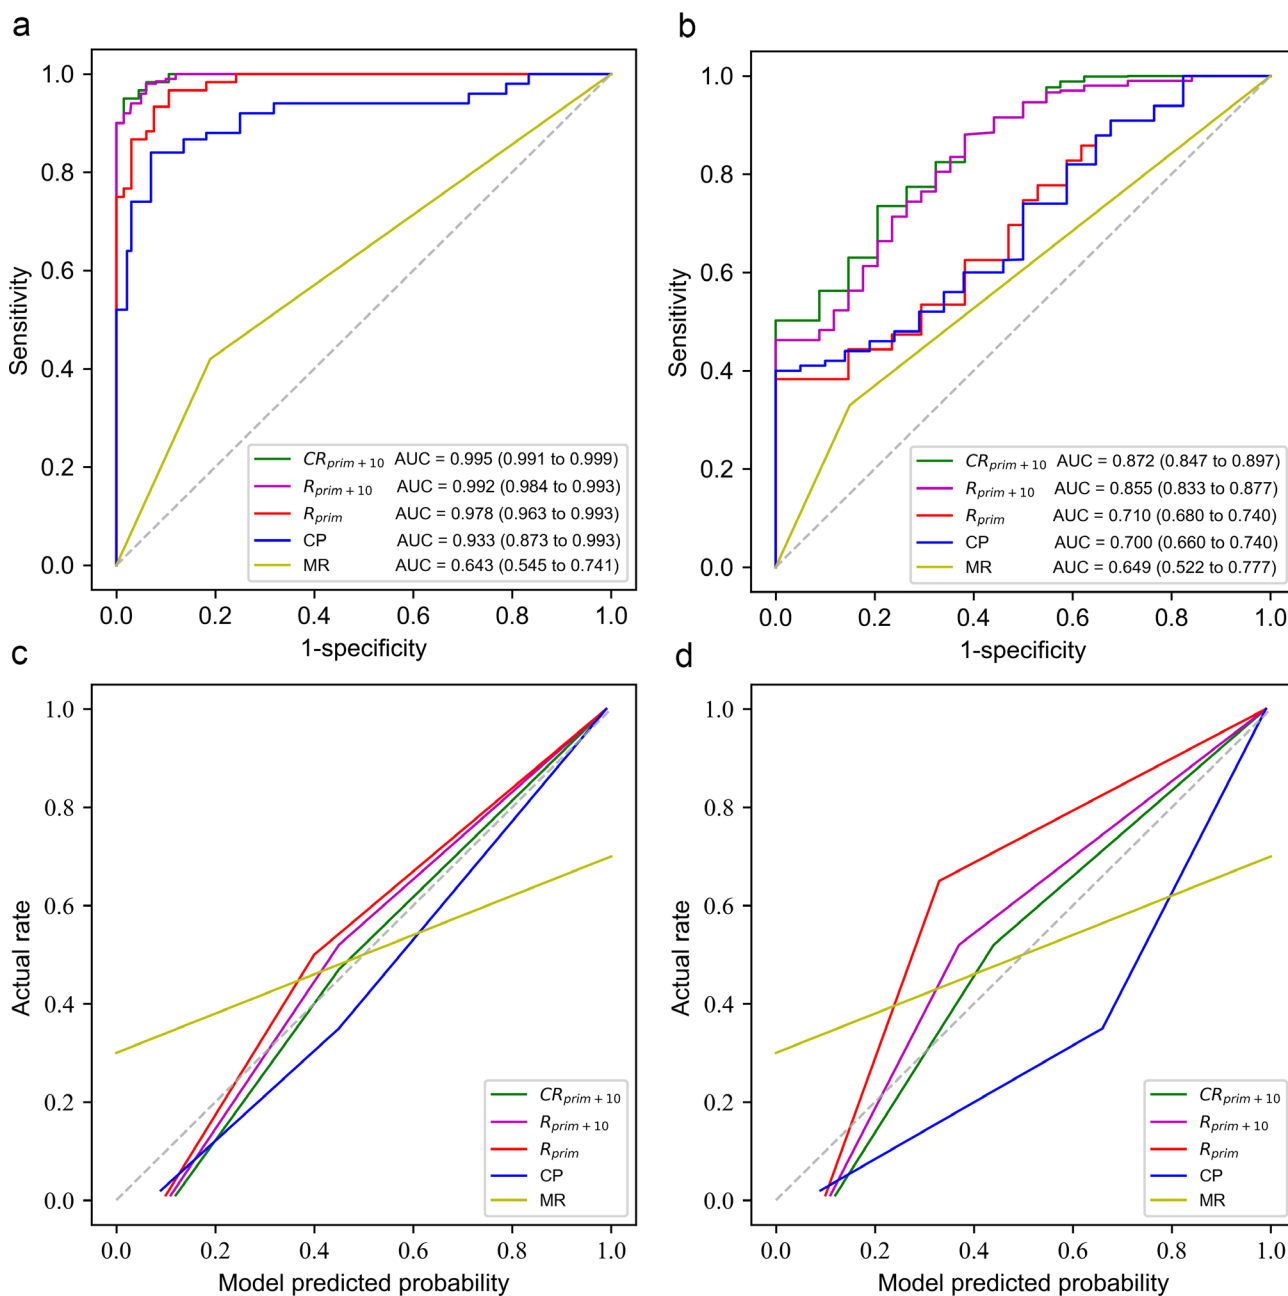 a
1.0
0.8
0.6
0.4
0.2
0.0
Sensitivity
CRprim+10 AUC = 0.995 (0.991 to 0.999)
Rprim+10 AUC = 0.992 (0.984 to 0.993)
Rprim AUC = 0.978 (0.963 to 0.993)
CP AUC = 0.933 (0.873 to 0.993)
MR AUC = 0.643 (0.545 to 0.741)
0.0 0.2 0.4 0.6 0.8 1.0
1-specificity
b
1.0
0.8
0.6
0.4
0.2
0.0
Sensitivity
CRprim+10 AUC = 0.872 (0.847 to 0.897)
Rprim+10 AUC = 0.855 (0.833 to 0.877)
Rprim AUC = 0.710 (0.680 to 0.740)
CP AUC = 0.700 (0.660 to 0.740)
MR AUC = 0.649 (0.522 to 0.777)
0.0 0.2 0.4 0.6 0.8 1.0
1-specificity
c
1.0
0.8
0.6
0.4
0.2
0.0
Actual rate
CRprim+10
Rprim+10
Rprim
CP
MR
0.0 0.2 0.4 0.6 0.8 1.0
Model predicted probability
d
1.0
0.8
0.6
0.4
0.2
0.0
Actual rate
CRprim+10
Rprim+10
Rprim
CP
MR
0.0 0.2 0.4 0.6 0.8 1.0
Model predicted probability